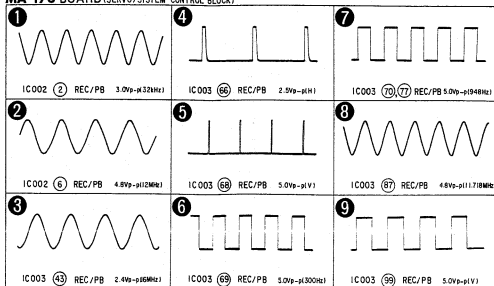 MA-176 BOARD (SERVO/SYSTEM CONTROL BLOCK)
1
IC002 2 REC/PB 3.0Vp-p(32kHz)
2
IC002 6 REC/PB 4.8Vp-p(12MHz)
3
IC003 43 REC/PB 2.4Vp-p(16MHz)
4
IC003 66 REC/PB 2.5Vp-p(H)
5
IC003 68 REC/PB 5.0Vp-p(V)
6
IC003 69 REC/PB 5.0Vp-p(300Hz)
7
IC003 70,77 REC/PB 5.0Vp-p(948Hz)
8
IC003 87 REC/PB 4.8Vp-p(11.718MHz
9
IC003 99 REC/PB 5.0Vp-p(V)